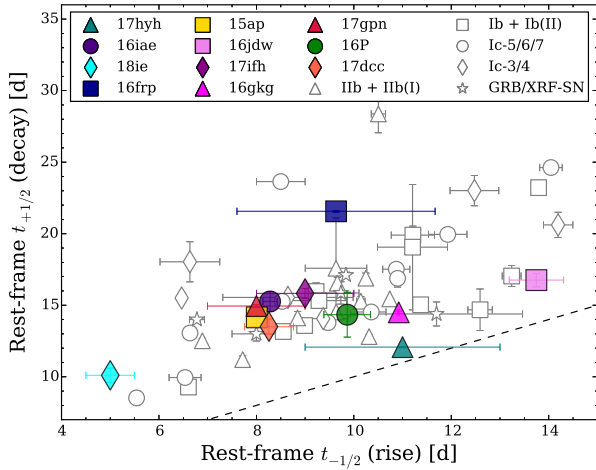 35
30
25
20
15
10
Rest-frame t+1/2 (decay) [d]
17hyh 15ap 17gpn Ib + Ib(II)
16iae 16jdw 16P Ic-5/6/7
18ie 17ifh 17dcc Ic-3/4
16frp 16gkg IIb + IIb(I) GRB/XRF-SN
4 6 8 10 12 14
Rest-frame t−1/2 (rise) [d]